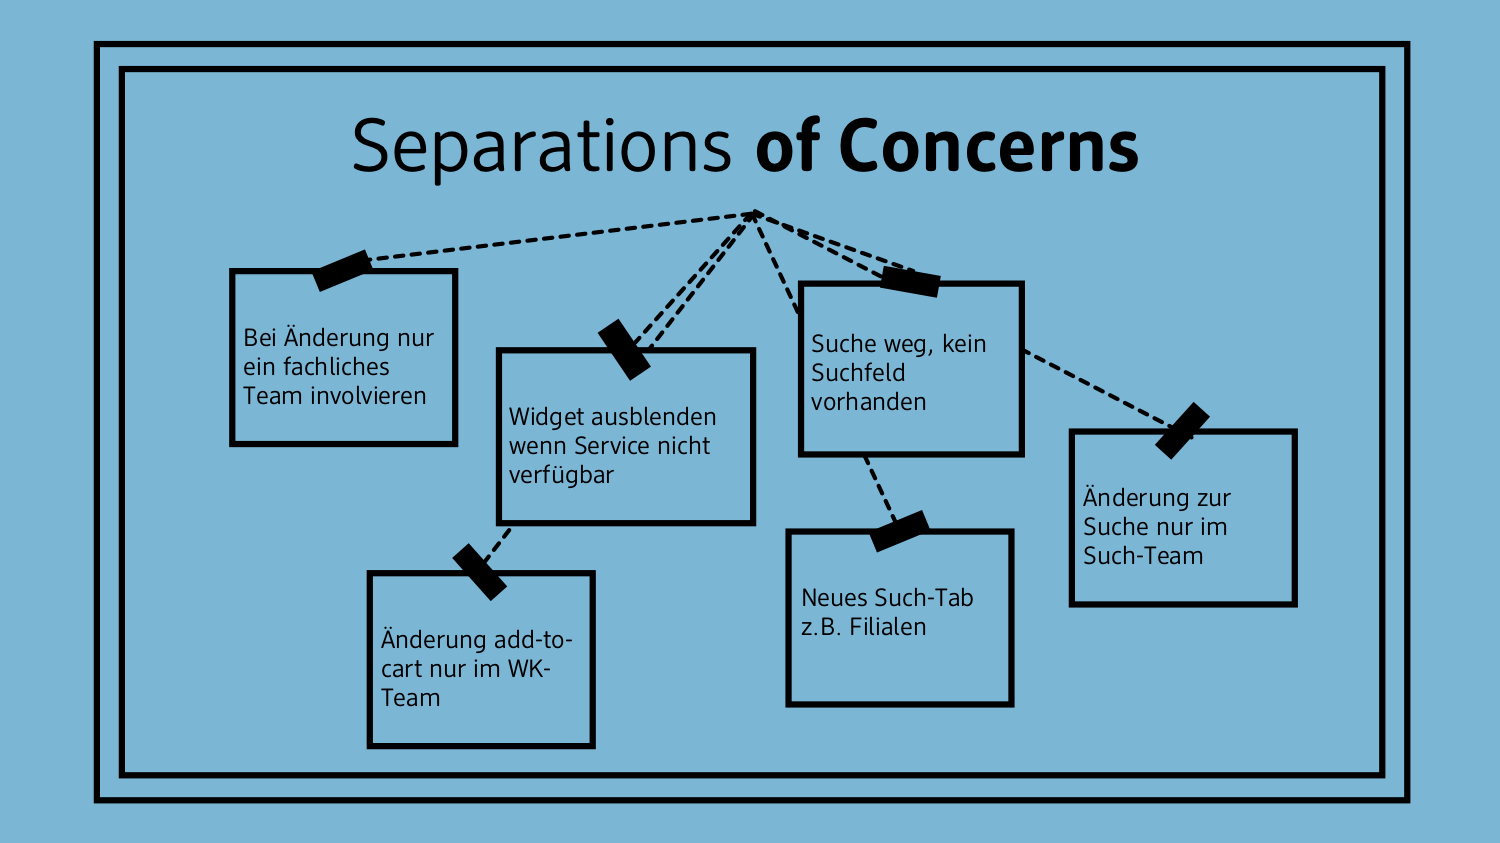 Separations of Concerns
Bei Änderung nur
ein fachliches
Team involvieren
Widget ausblenden
wenn Service nicht
verfügbar
Suche weg, kein
Suchfeld
vorhanden
Änderung zur
Suche nur im
Such-Team
Änderung add-to-
cart nur im WK-
Team
Neues Such-Tab
z.B. Filialen